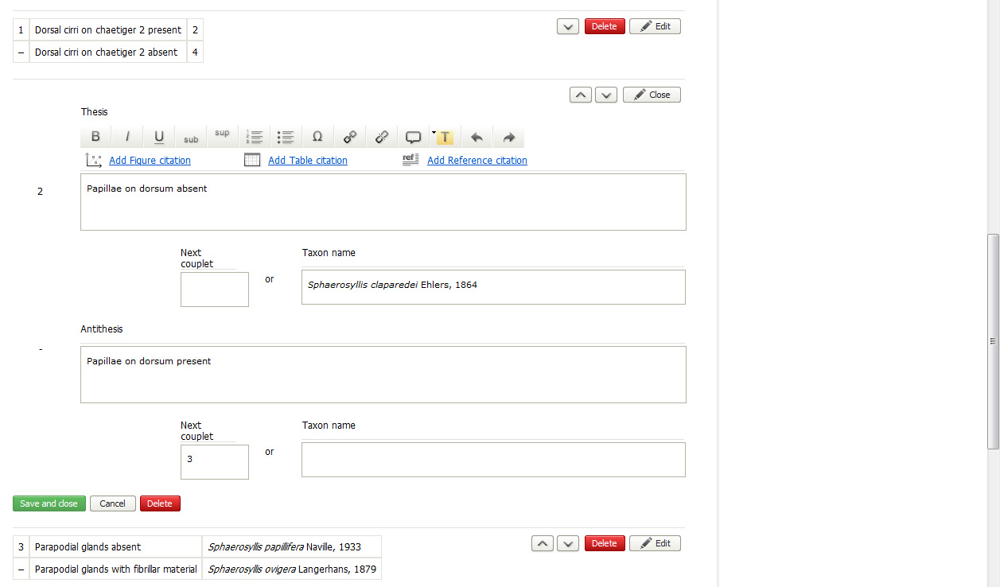 1 Dorsal cirri on chaetiger 2 present 2 Delete Edit
– Dorsal cirri on chaetiger 2 absent 4
Close
Thesis
B I U sub sup Ω T
Add Figure citation ref Add Table citation Add Reference citation
2 Papillae on dorsum absent
Next couplet Taxon name
or Sphaerosyllis claparedei Ehlers, 1864
Antithesis
- Papillae on dorsum present
Next couplet Taxon name
3 or
Save and close Cancel Delete
3 Parapodial glands absent Sphaerosyllis papillifera Naville, 1933 Delete Edit
– Parapodial glands with fibrillar material Sphaerosyllis ovigera Langerhans, 1879